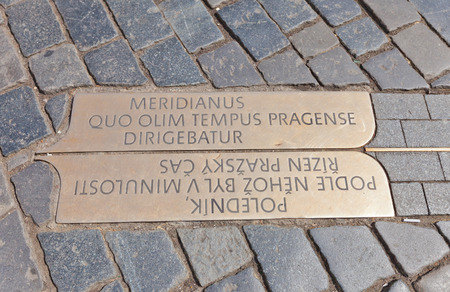 MERIDIANUS
QUO OLIM TEMPUS PRAGENSE
DIRIGEBATUR
POLEDNÍK,
PODLE NĚHOŽ BYL V MINULOSTI
ŘÍZEN PRAŽSKÝ ČAS